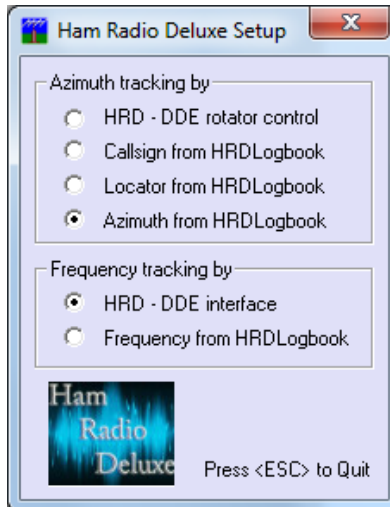 Ham Radio Deluxe Setup
Azimuth tracking by
HRD - DDE rotator control
Callsign from HRDLogbook
Locator from HRDLogbook
Azimuth from HRDLogbook
Frequency tracking by
HRD - DDE interface
Frequency from HRDLogbook
Ham
Radio
Deluxe
Press <ESC> to Quit